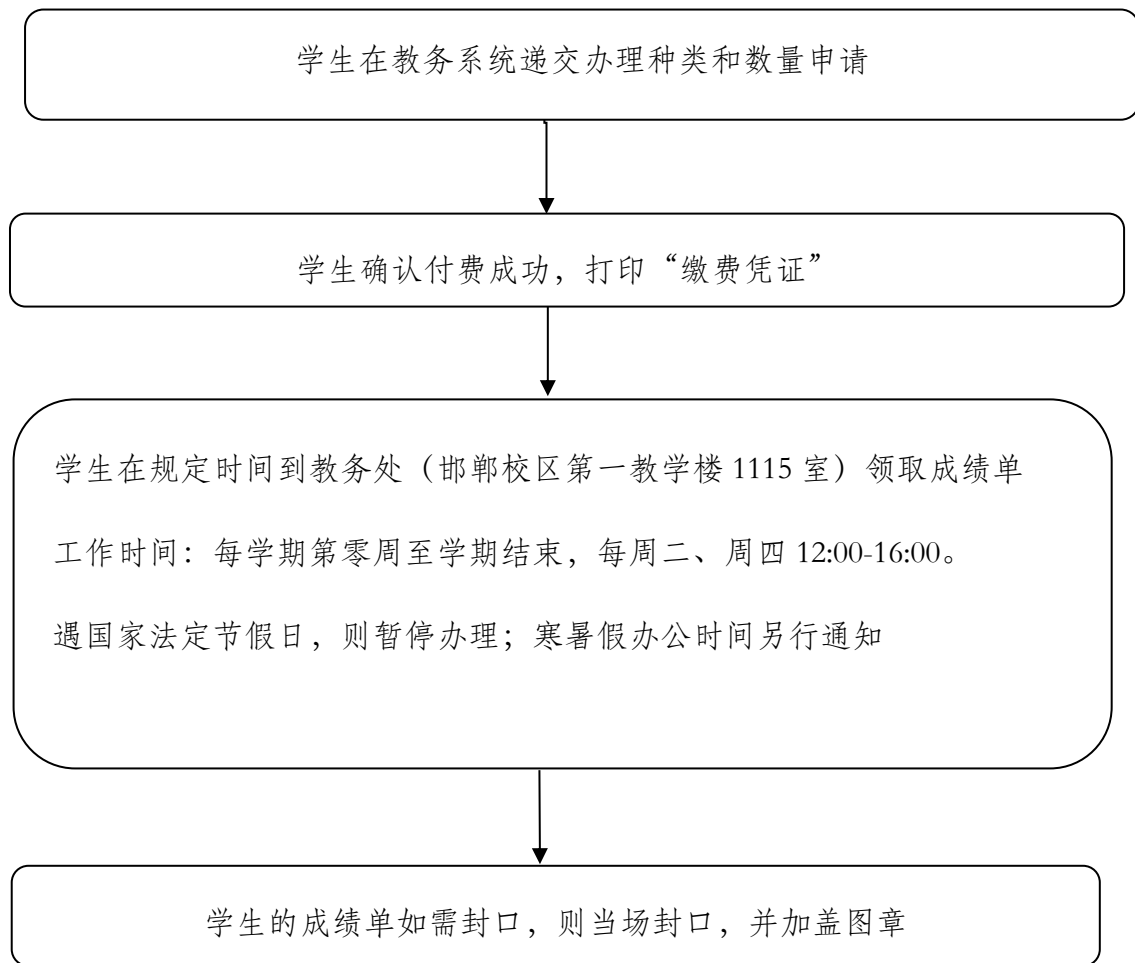 学生在教务系统递交办理种类和数量申请
学生确认付费成功，打印“缴费凭证”
学生在规定时间到教务处（邯郸校区第一教学楼 1115 室）领取成绩单
工作时间：每学期第零周至学期结束，每周二、周四 12:00-16:00。
遇国家法定节假日，则暂停办理；寒暑假办公时间另行通知
学生的成绩单如需封口，则当场封口，并加盖图章